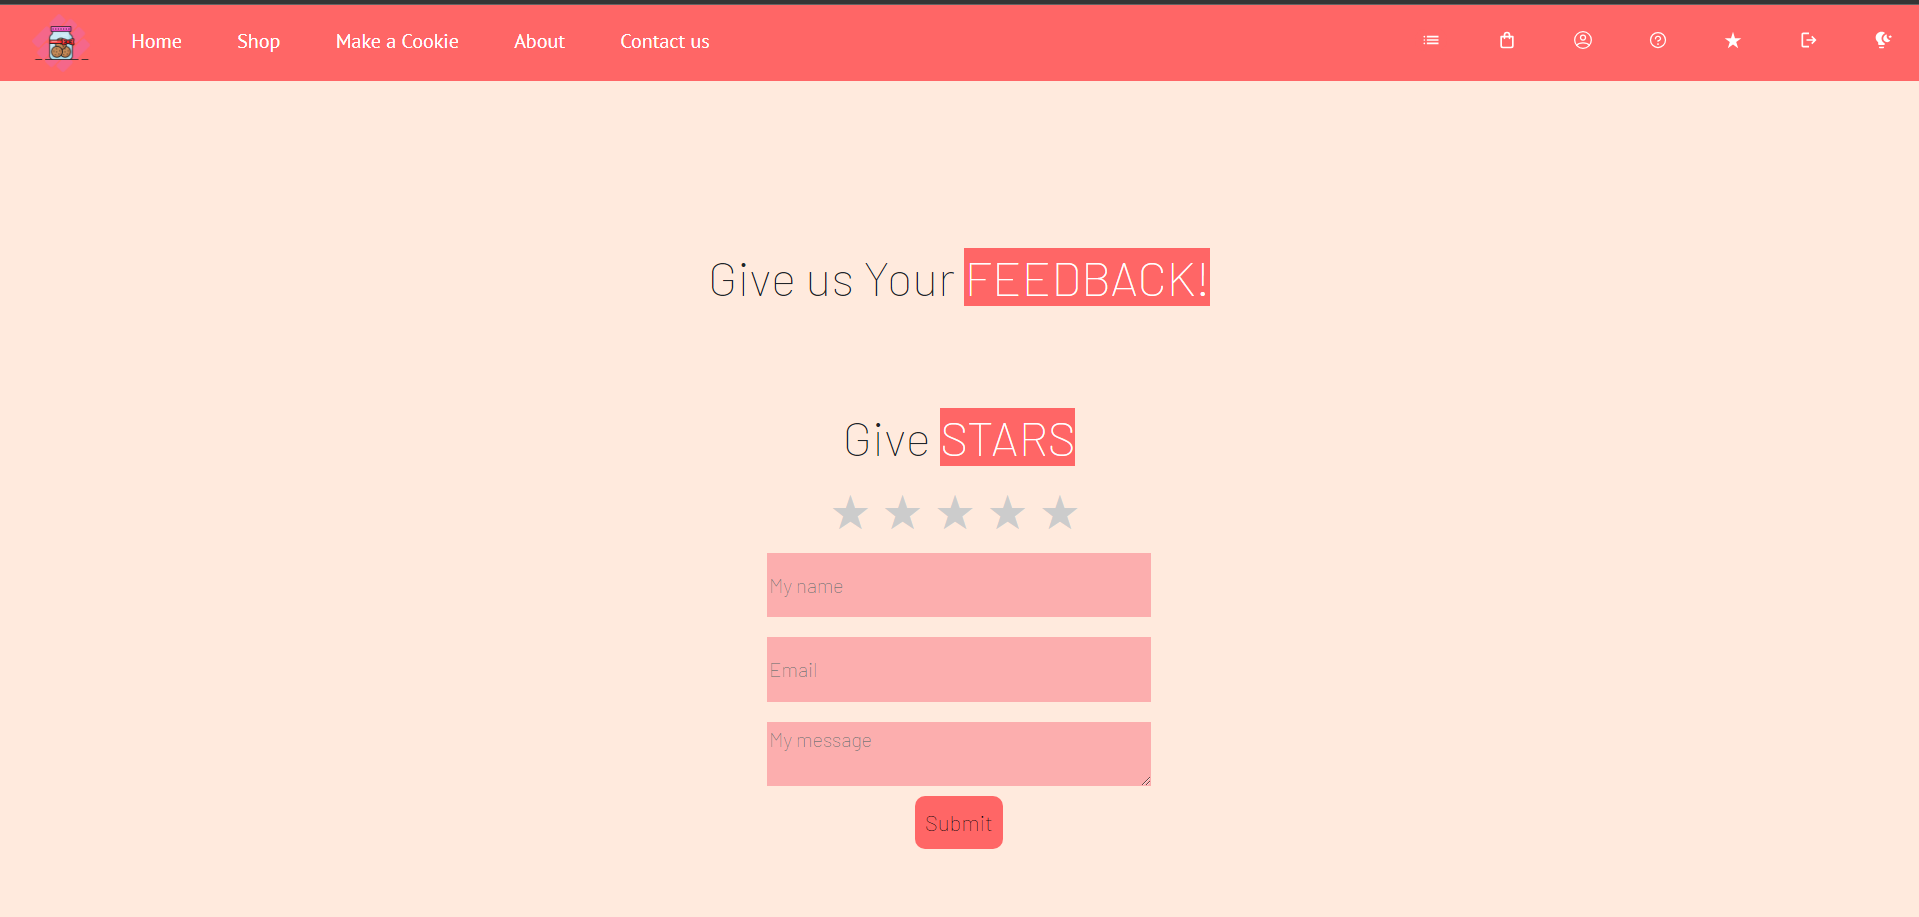 Home Shop Make a Cookie About Contact us
Give us Your FEEDBACK!
Give STARS
My name
Email
My message
Submit